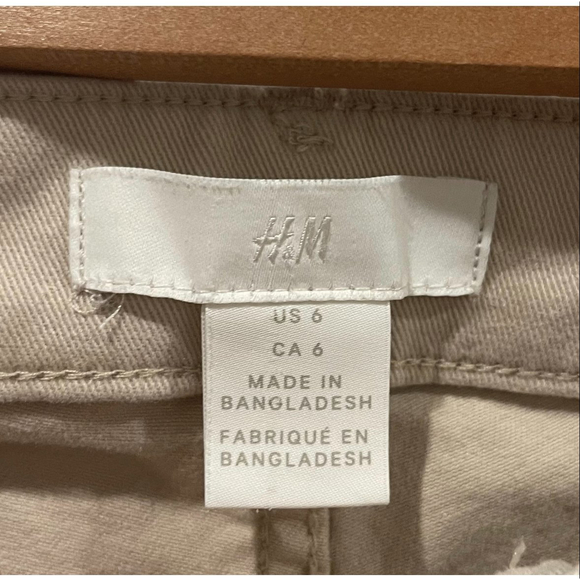 H&M
US 6
CA 6
MADE IN
BANGLADESH
FABRIQUÉ EN
BANGLADESH